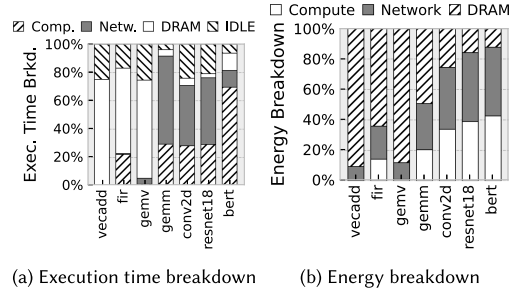 Comp. Netw. DRAM IDLE
Exec. Time Brkd.
100%
80%
60%
40%
20%
0%
vecadd
fir
gemv
gemm
conv2d
resnet18
bert
(a) Execution time breakdown
Compute Network DRAM
Energy Breakdown
100%
80%
60%
40%
20%
0%
vecadd
fir
gemv
gemm
conv2d
resnet18
bert
(b) Energy breakdown